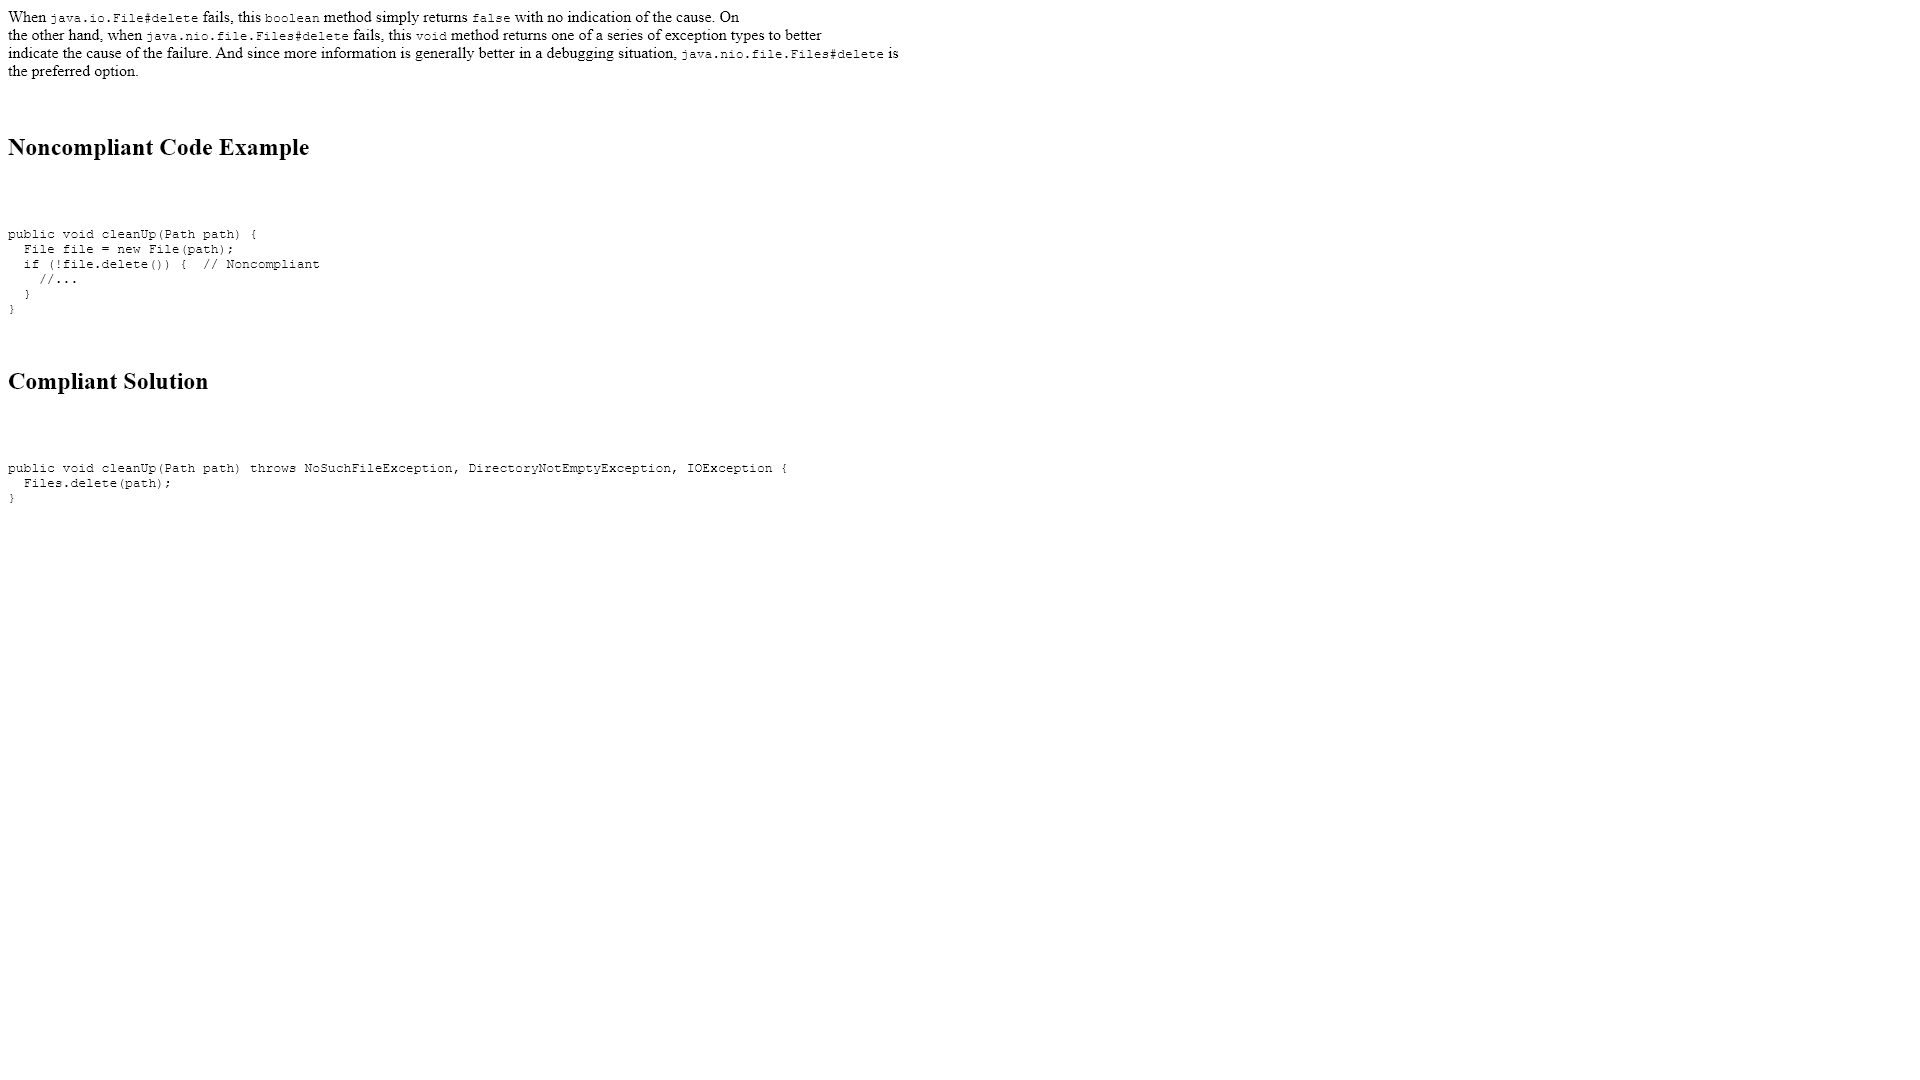 When java.io.File#delete fails, this boolean method simply returns false with no indication of the cause. On
the other hand, when java.nio.file.Files#delete fails, this void method returns one of a series of exception types to better
indicate the cause of the failure. And since more information is generally better in a debugging situation, java.nio.file.Files#delete is
the preferred option.
Noncompliant Code Example
public void cleanUp(Path path) {
  File file = new File(path);
  if (!file.delete()) {  // Noncompliant
    //...
  }
}
Compliant Solution
public void cleanUp(Path path) throws NoSuchFileException, DirectoryNotEmptyException, IOException {
  Files.delete(path);
}